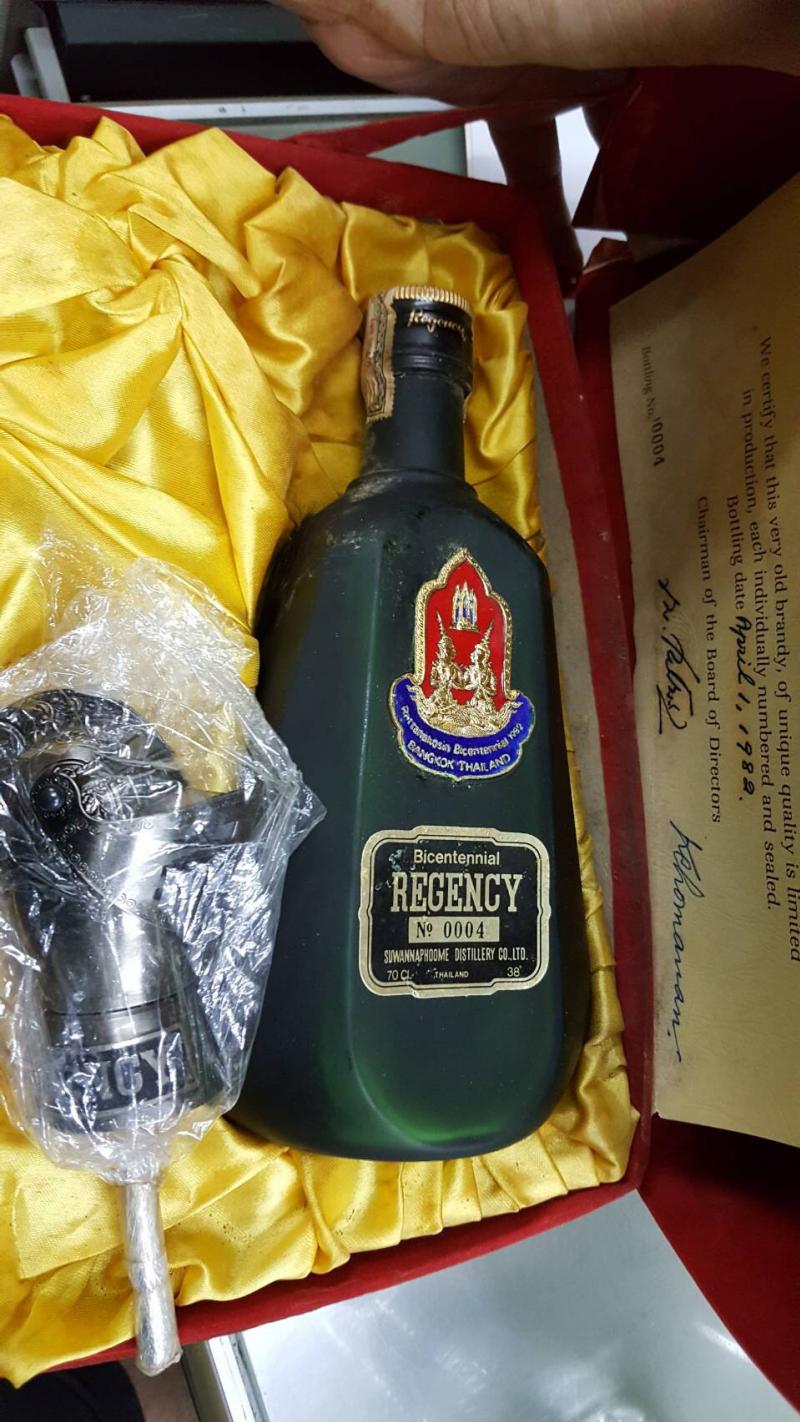 Regency
Rattanakosin Bicentennial 1982
BANGKOK THAILAND
Bicentennial
REGENCY
Nº 0004
SUWANNAPHOOME DISTILLERY CO.,LTD.
70 CL. THAILAND 38°
We certify that this very old brandy, of unique quality is limited
in production, each individually numbered and sealed.
Bottling date April 1, 1982.
Chairman of the Board of Directors
Bottling No. 0004